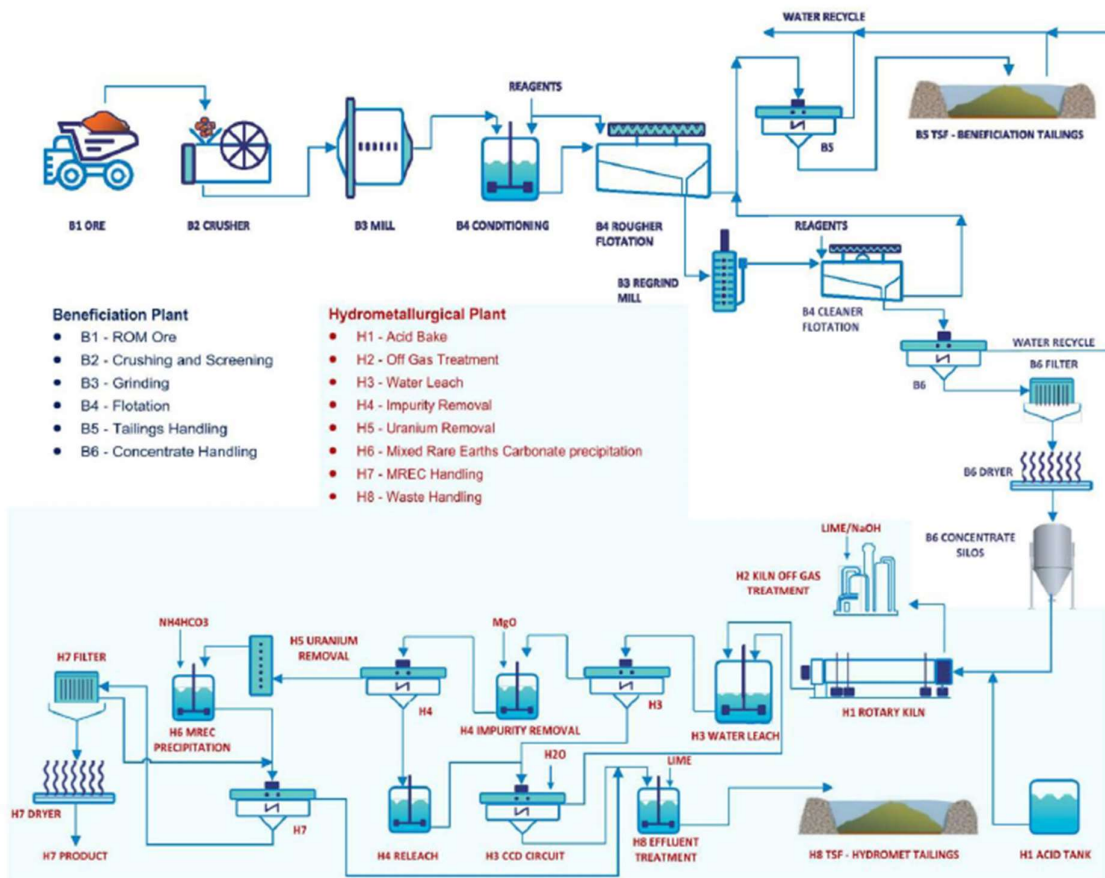 WATER RECYCLE
REAGENTS
B5
B5 TSF - BENEFICIATION TAILINGS
B1 ORE
B2 CRUSHER
B3 MILL
B4 CONDITIONING
B4 ROUGHER
FLOTATION
REAGENTS
B3 REGRIND
MILL
B4 CLEANER
FLOTATION
WATER RECYCLE
B6
B6 FILTER
B6 DRYER
B6 CONCENTRATE
SILOS
Beneficiation Plant
B1 - ROM Ore
B2 - Crushing and Screening
B3 - Grinding
B4 - Flotation
B5 - Tailings Handling
B6 - Concentrate Handling
Hydrometallurgical Plant
H1 - Acid Bake
H2 - Off Gas Treatment
H3 - Water Leach
H4 - Impurity Removal
H5 - Uranium Removal
H6 - Mixed Rare Earths Carbonate precipitation
H7 - MREC Handling
H8 - Waste Handling
LIME/NaOH
H2 KILN OFF GAS
TREATMENT
NH4HCO3
H5 URANIUM
REMOVAL
MgO
H7 FILTER
H6 MREC
PRECIPITATION
H4
H4 IMPURITY REMOVAL
H3
H3 WATER LEACH
H1 ROTARY KILN
H2O
LIME
H7 DRYER
H7
H4 RELEACH
H3 CCD CIRCUIT
H8 EFFLUENT
TREATMENT
H8 TSF - HYDROMET TAILINGS
H1 ACID TANK
H7 PRODUCT